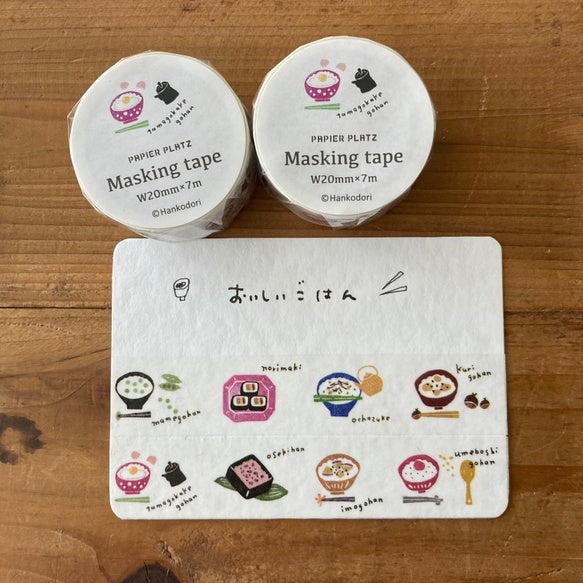 tamagokake
gohan
PAPIER PLATZ
Masking tape
W20mm×7m
©Hankodori
tamagokake
gohan
PAPIER PLATZ
Masking tape
W20mm×7m
©Hankodori
おいしいごはん
mamegohan
norimaki
ochazuke
kuri
gohan
tamagokake
gohan
osekihan
imogohan
umeboshi
gohan